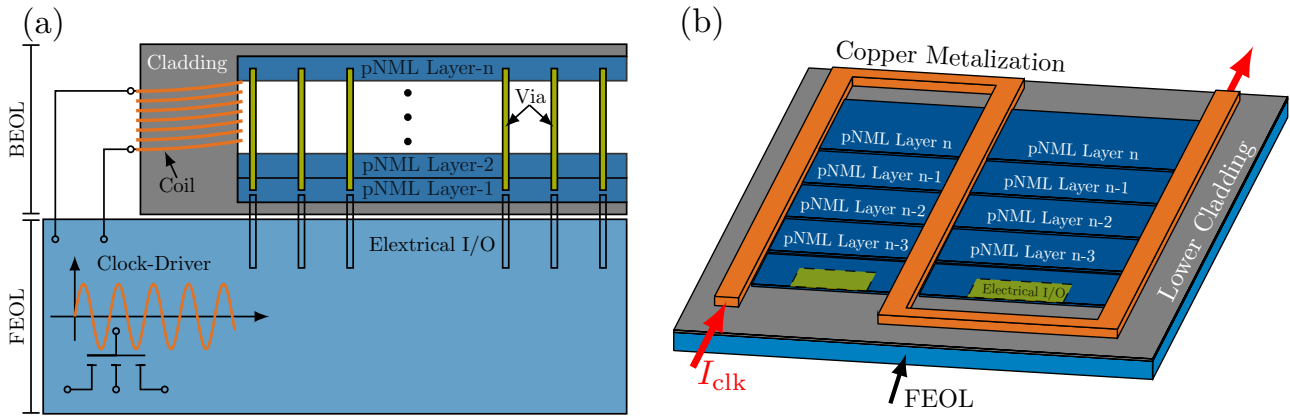 (a)
BEOL
Cladding
pNML Layer-n
Via
pNML Layer-2
pNML Layer-1
Coil
FEOL
Elextrical I/O
Clock-Driver
(b)
Copper Metalization
pNML Layer n
pNML Layer n
pNML Layer n-1
pNML Layer n-1
pNML Layer n-2
pNML Layer n-2
pNML Layer n-3
pNML Layer n-3
Electrical I/O
Lower Cladding
I_clk
FEOL